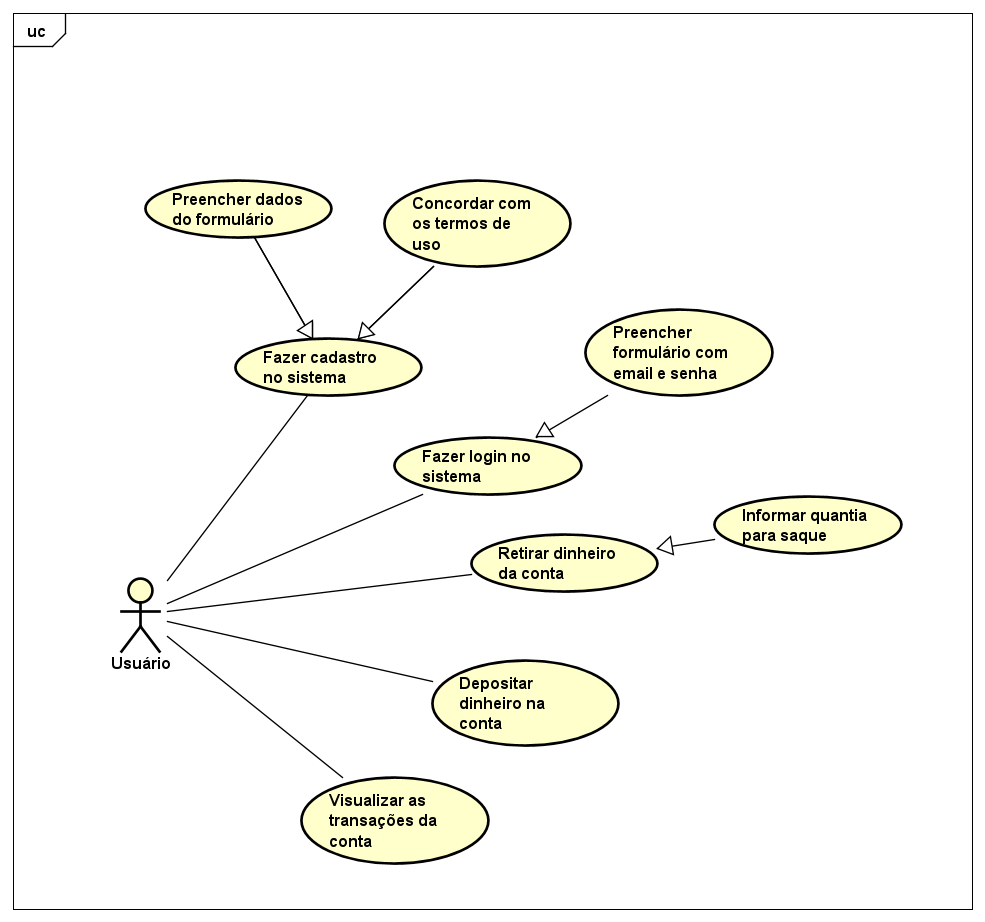 uc
Preencher dados
do formulário
Concordar com
os termos de
uso
Fazer cadastro
no sistema
Preencher
formulário com
email e senha
Fazer login no
sistema
Informar quantia
para saque
Retirar dinheiro
da conta
Usuário
Depositar
dinheiro na
conta
Visualizar as
transações da
conta